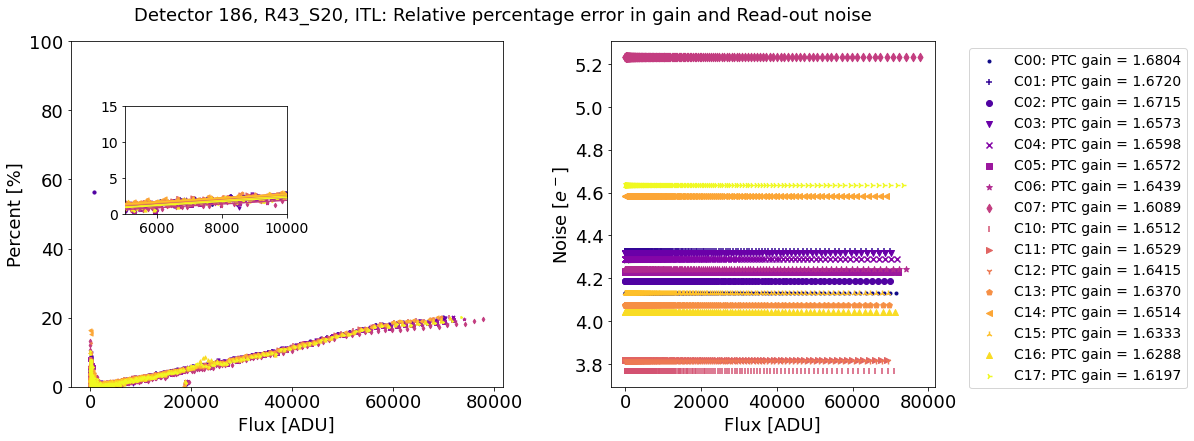 Detector 186, R43_S20, ITL: Relative percentage error in gain and Read-out noise
Percent [%]
100
80
60
40
20
0
15
10
5
0
6000 8000 10000
0 20000 40000 60000 80000
Flux [ADU]
Noise [e⁻]
5.2
5.0
4.8
4.6
4.4
4.2
4.0
3.8
0 20000 40000 60000 80000
Flux [ADU]
C00: PTC gain = 1.6804
C01: PTC gain = 1.6720
C02: PTC gain = 1.6715
C03: PTC gain = 1.6573
C04: PTC gain = 1.6598
C05: PTC gain = 1.6572
C06: PTC gain = 1.6439
C07: PTC gain = 1.6089
C10: PTC gain = 1.6512
C11: PTC gain = 1.6529
C12: PTC gain = 1.6415
C13: PTC gain = 1.6370
C14: PTC gain = 1.6514
C15: PTC gain = 1.6333
C16: PTC gain = 1.6288
C17: PTC gain = 1.6197